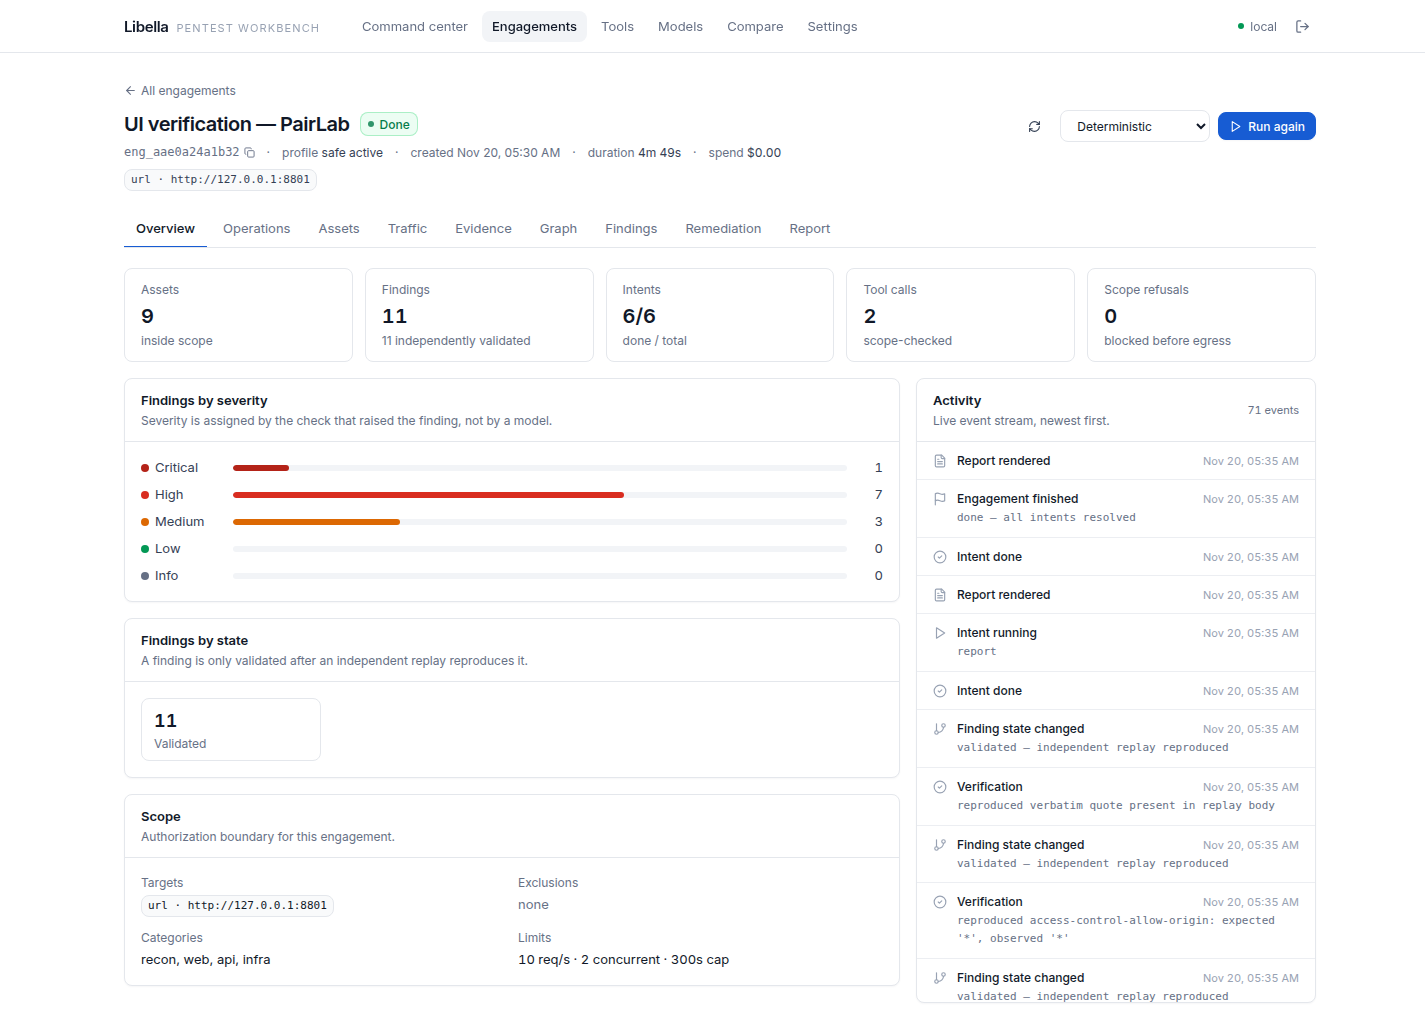 Libella PENTEST WORKBENCH Command center Engagements Tools Models Compare Settings local
All engagements
UI verification — PairLab Done Deterministic Run again
eng_aae0a24a1b32 · profile safe active · created Nov 20, 05:30 AM · duration 4m 49s · spend $0.00
url · http://127.0.0.1:8801
Overview Operations Assets Traffic Evidence Graph Findings Remediation Report
Assets
9
inside scope
Findings
11
11 independently validated
Intents
6/6
done / total
Tool calls
2
scope-checked
Scope refusals
0
blocked before egress
Findings by severity
Severity is assigned by the check that raised the finding, not by a model.
Critical 1
High 7
Medium 3
Low 0
Info 0
Findings by state
A finding is only validated after an independent replay reproduces it.
11
Validated
Scope
Authorization boundary for this engagement.
Targets
url · http://127.0.0.1:8801
Exclusions
none
Categories
recon, web, api, infra
Limits
10 req/s · 2 concurrent · 300s cap
Activity
Live event stream, newest first.
71 events
Report rendered Nov 20, 05:35 AM
Engagement finished Nov 20, 05:35 AM
done — all intents resolved
Intent done Nov 20, 05:35 AM
Report rendered Nov 20, 05:35 AM
Intent running Nov 20, 05:35 AM
report
Intent done Nov 20, 05:35 AM
Finding state changed Nov 20, 05:35 AM
validated — independent replay reproduced
Verification Nov 20, 05:35 AM
reproduced verbatim quote present in replay body
Finding state changed Nov 20, 05:35 AM
validated — independent replay reproduced
Verification Nov 20, 05:35 AM
reproduced access-control-allow-origin: expected
'*', observed '*'
Finding state changed Nov 20, 05:35 AM
validated — independent replay reproduced